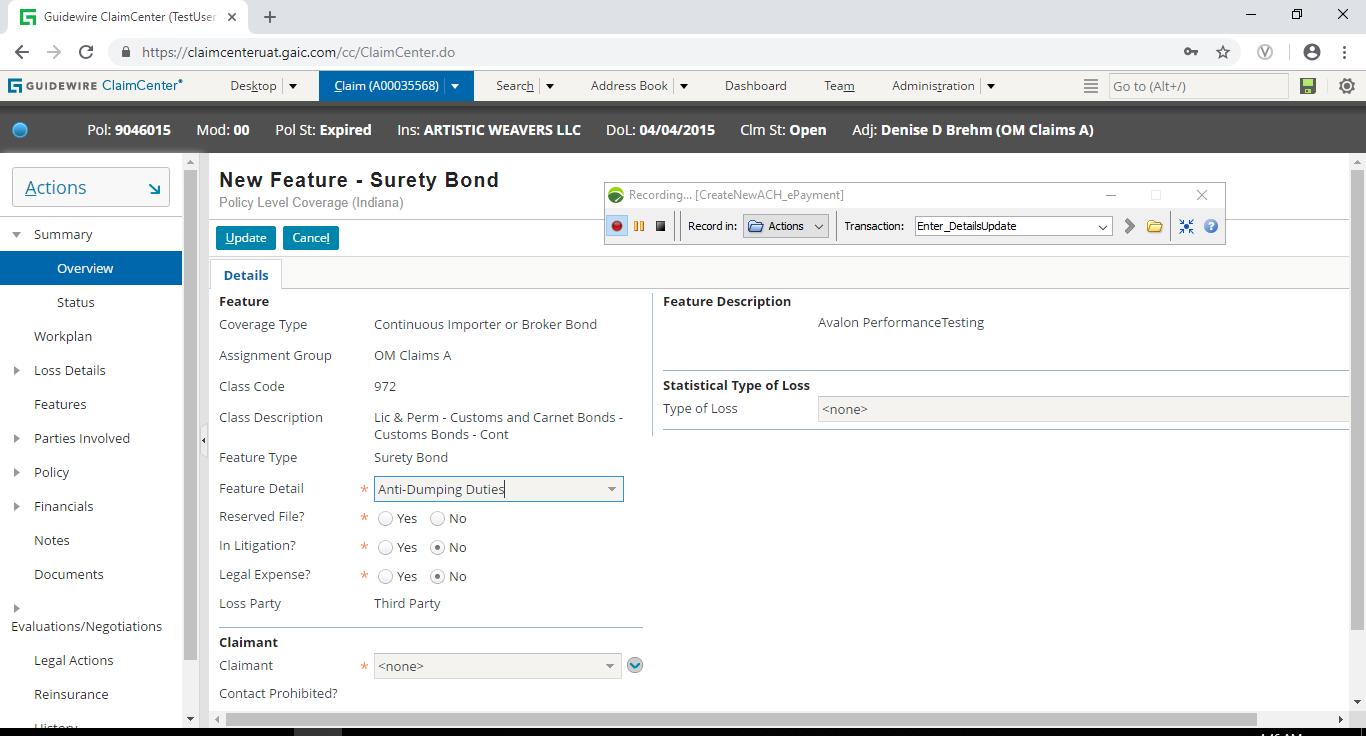 Guidewire ClaimCenter (TestUser
https://claimcenteruat.gaic.com/cc/ClaimCenter.do
GUIDEWIRE ClaimCenter
Desktop
Claim (A00035568)
Search
Address Book
Dashboard
Team
Administration
Go to (Alt+/)
Pol: 9046015 Mod: 00 Pol St: Expired Ins: ARTISTIC WEAVERS LLC DoL: 04/04/2015 Clm St: Open Adj: Denise D Brehm (OM Claims A)
Actions
Summary
Overview
Status
Workplan
Loss Details
Features
Parties Involved
Policy
Financials
Notes
Documents
Evaluations/Negotiations
Legal Actions
Reinsurance
History
New Feature - Surety Bond
Policy Level Coverage (Indiana)
Recording... [CreateNewACH_ePayment]
Record in: Actions Transaction: Enter_DetailsUpdate
Update Cancel
Details
Feature
Coverage Type Continuous Importer or Broker Bond
Assignment Group OM Claims A
Class Code 972
Class Description Lic & Perm - Customs and Carnet Bonds -
Customs Bonds - Cont
Feature Type Surety Bond
Feature Detail * Anti-Dumping Duties
Reserved File? * Yes No
In Litigation? * Yes No
Legal Expense? * Yes No
Loss Party Third Party
Claimant
Claimant * <none>
Contact Prohibited?
Feature Description
Avalon PerformanceTesting
Statistical Type of Loss
Type of Loss <none>